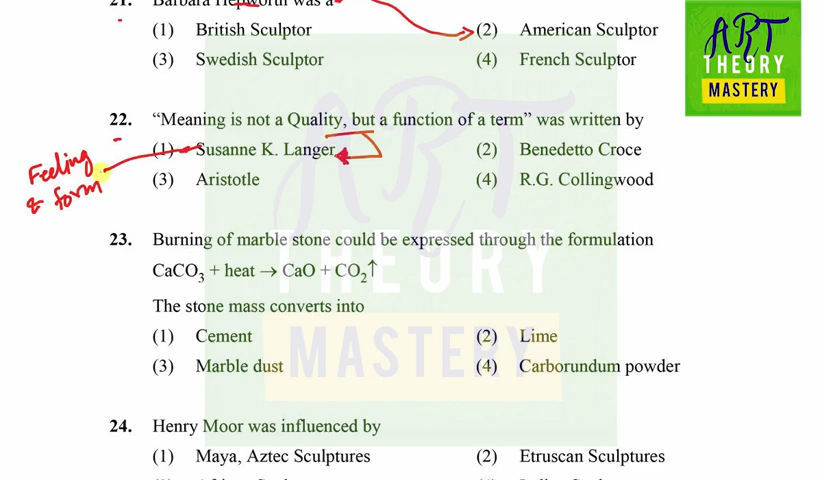 21. Barbara Hepworth was a
(1) British Sculptor (2) American Sculptor
(3) Swedish Sculptor (4) French Sculptor
ART
THEORY
MASTERY
22. “Meaning is not a Quality, but a function of a term” was written by
(1) Susanne K. Langer (2) Benedetto Croce
(3) Aristotle (4) R.G. Collingwood
Feeling
& form
23. Burning of marble stone could be expressed through the formulation
CaCO₃ + heat → CaO + CO₂↑
The stone mass converts into
(1) Cement (2) Lime
(3) Marble dust (4) Carborundum powder
24. Henry Moor was influenced by
(1) Maya, Aztec Sculptures (2) Etruscan Sculptures
ART
THEORY
MASTERY